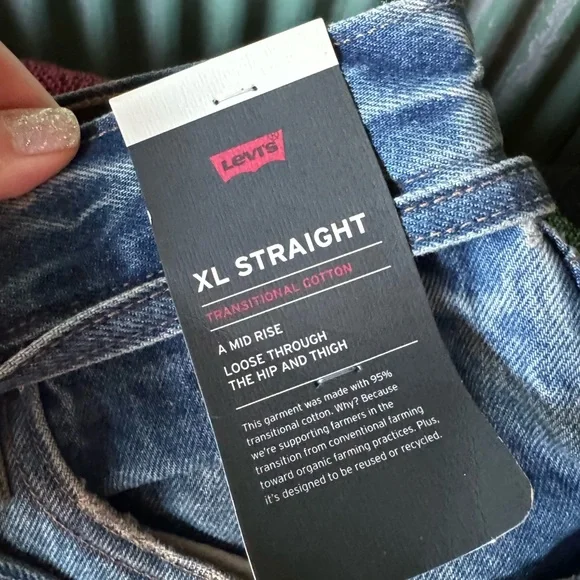 Levi's
XL STRAIGHT
TRANSITIONAL COTTON
A MID RISE
LOOSE THROUGH
THE HIP AND THIGH
This garment was made with 95%
transitional cotton. Why? Because
we're supporting farmers in the
transition from conventional farming
toward organic farming practices. Plus,
it's designed to be reused or recycled.